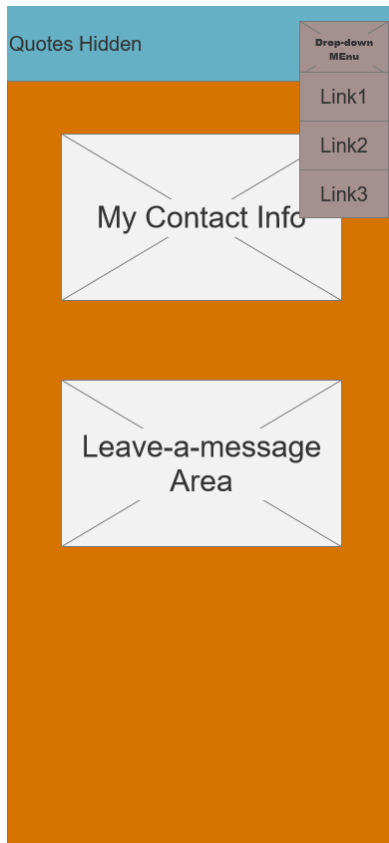 Quotes Hidden
Drop-down
MEnu
Link1
Link2
Link3
My Contact Info
Leave-a-message
Area